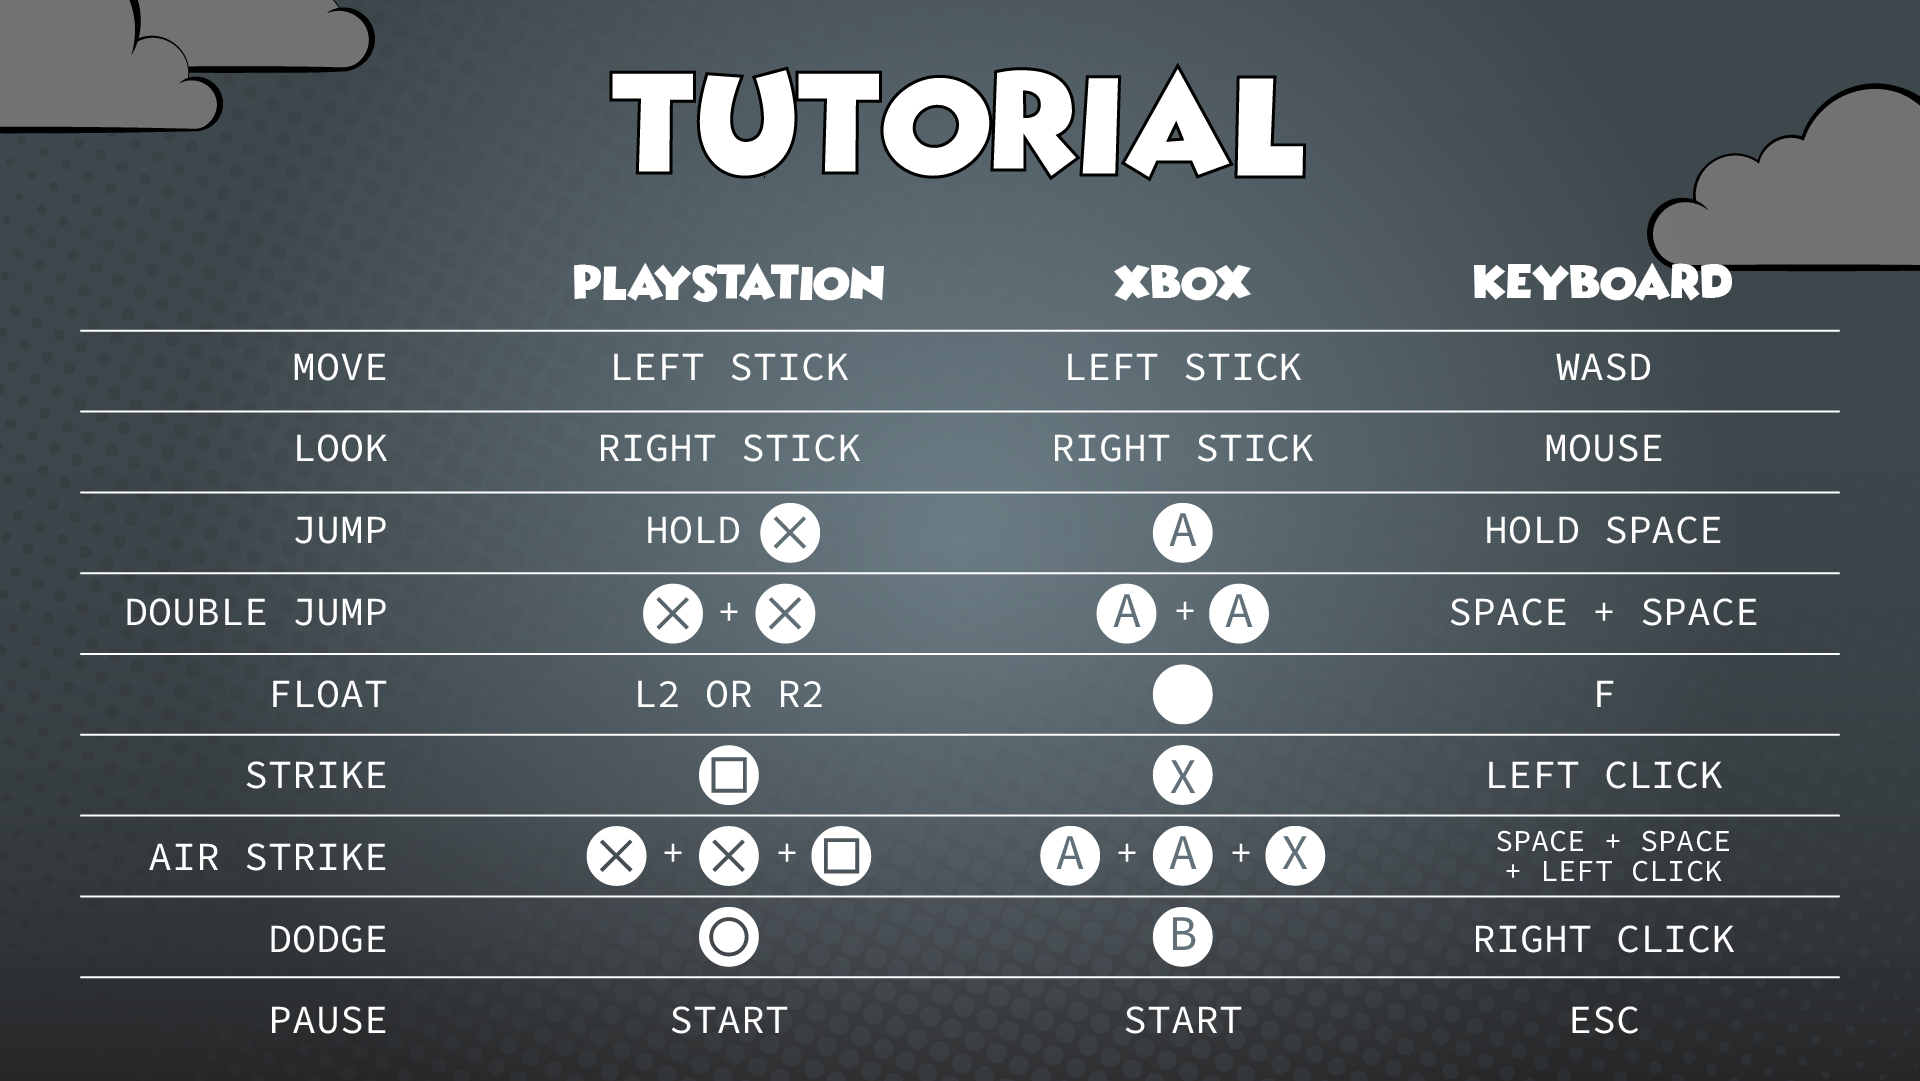 TUTORIAL
PLAYSTATION XBOX KEYBOARD
MOVE LEFT STICK LEFT STICK WASD
LOOK RIGHT STICK RIGHT STICK MOUSE
JUMP HOLD X A HOLD SPACE
DOUBLE JUMP X + X A + A SPACE + SPACE
FLOAT L2 OR R2 F
STRIKE □ X LEFT CLICK
AIR STRIKE X + X + □ A + A + X SPACE + SPACE
+ LEFT CLICK
DODGE ○ B RIGHT CLICK
PAUSE START START ESC